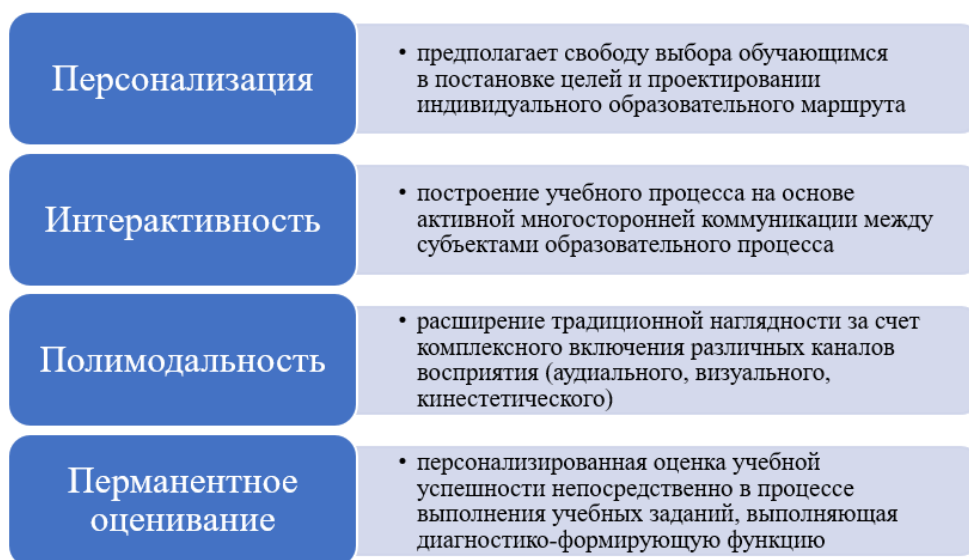 Персонализация
• предполагает свободу выбора обучающимся
в постановке целей и проектировании
индивидуального образовательного маршрута
Интерактивность
• построение учебного процесса на основе
активной многосторонней коммуникации между
субъектами образовательного процесса
Полимодальность
• расширение традиционной наглядности за счет
комплексного включения различных каналов
восприятия (аудиального, визуального,
кинестетического)
Перманентное
оценивание
• персонализированная оценка учебной
успешности непосредственно в процессе
выполнения учебных заданий, выполняющая
диагностико-формирующую функцию